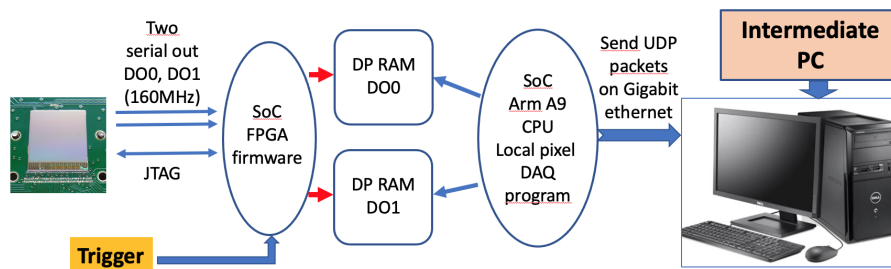 Two
serial out
DO0, DO1
(160MHz)
JTAG
Trigger
SoC
FPGA
firmware
DP RAM
DO0
DP RAM
DO1
SoC
Arm A9
CPU
Local pixel
DAQ
program
Send UDP
packets
on Gigabit
ethernet
Intermediate
PC